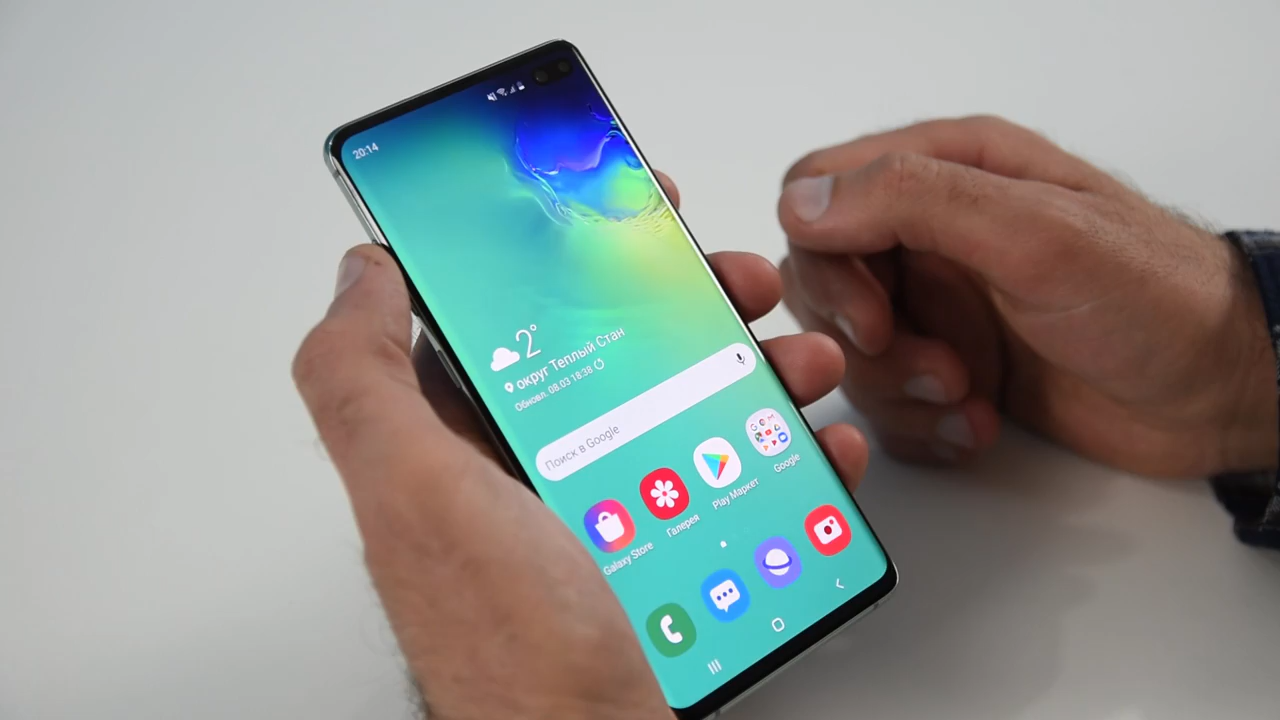 20:14
2°
округ Теплый Стан
Обновл. 08.03 18:38
Поиск в Google
Galaxy Store
Галерея
Play Маркет
Google